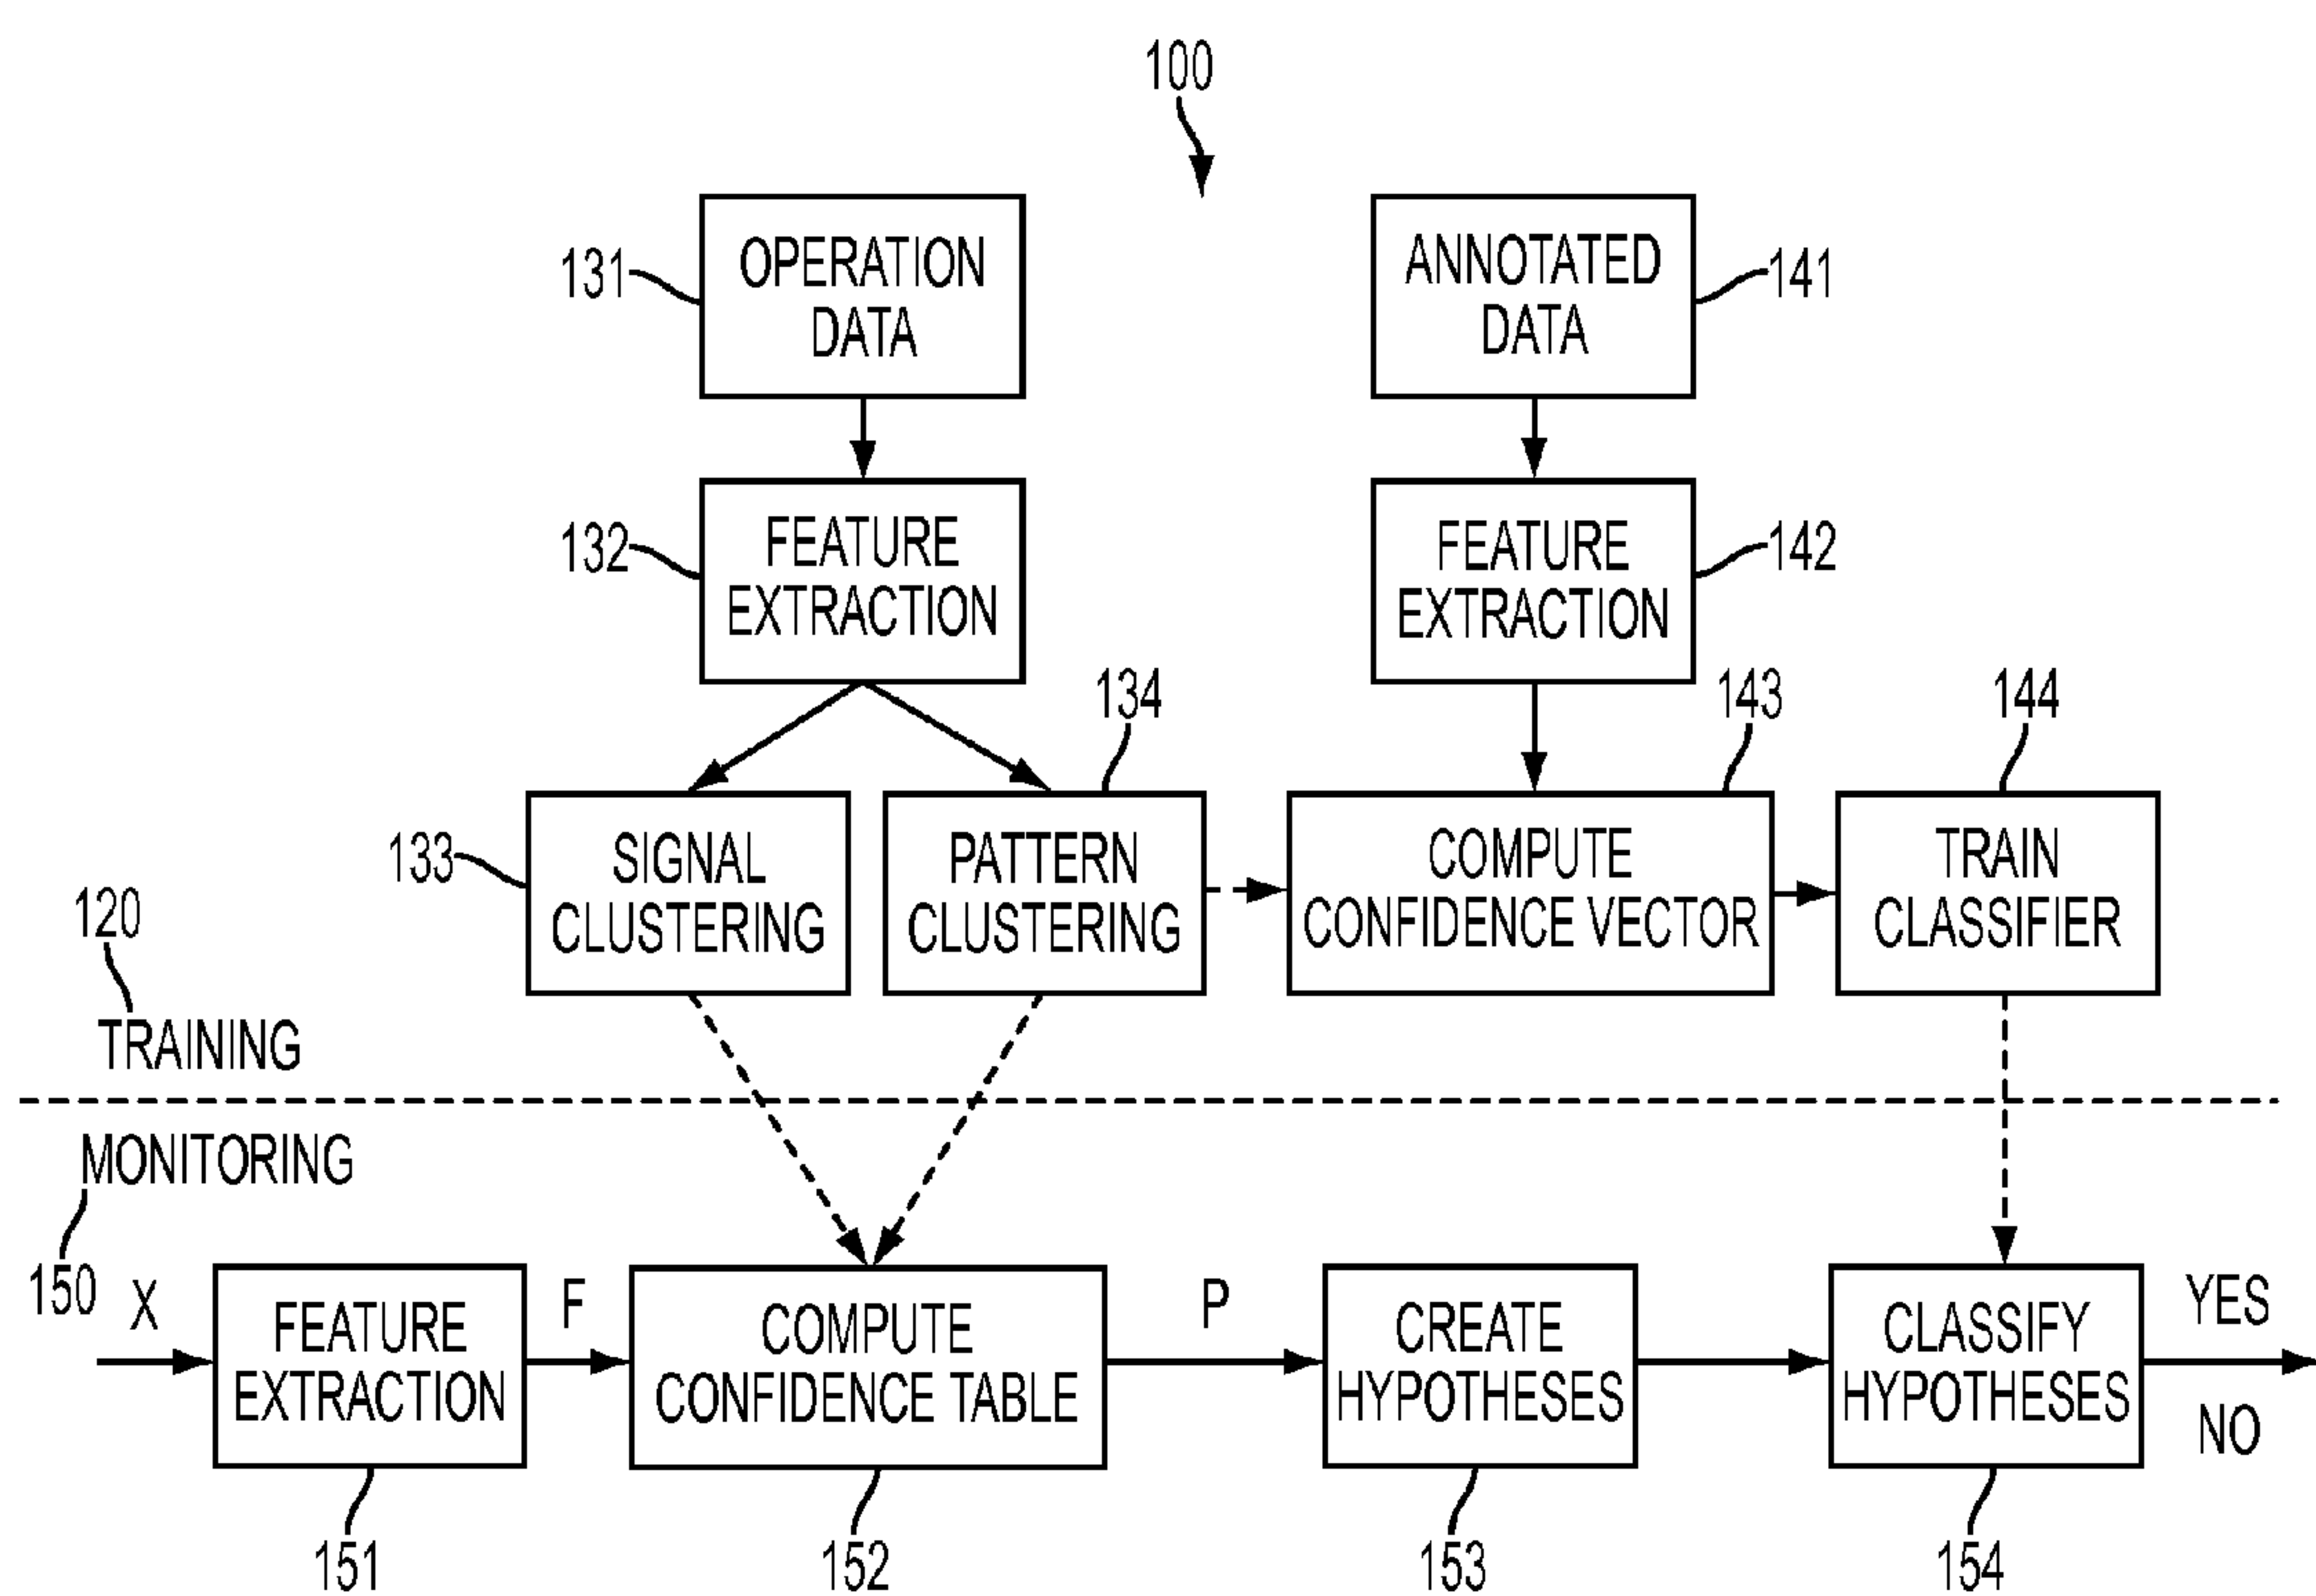 100
131
OPERATION
DATA
ANNOTATED
DATA
141
132
FEATURE
EXTRACTION
FEATURE
EXTRACTION
142
134
143
144
133
SIGNAL
CLUSTERING
PATTERN
CLUSTERING
COMPUTE
CONFIDENCE VECTOR
TRAIN
CLASSIFIER
120
TRAINING
MONITORING
150
X
FEATURE
EXTRACTION
F
COMPUTE
CONFIDENCE TABLE
P
CREATE
HYPOTHESES
CLASSIFY
HYPOTHESES
YES
NO
151
152
153
154